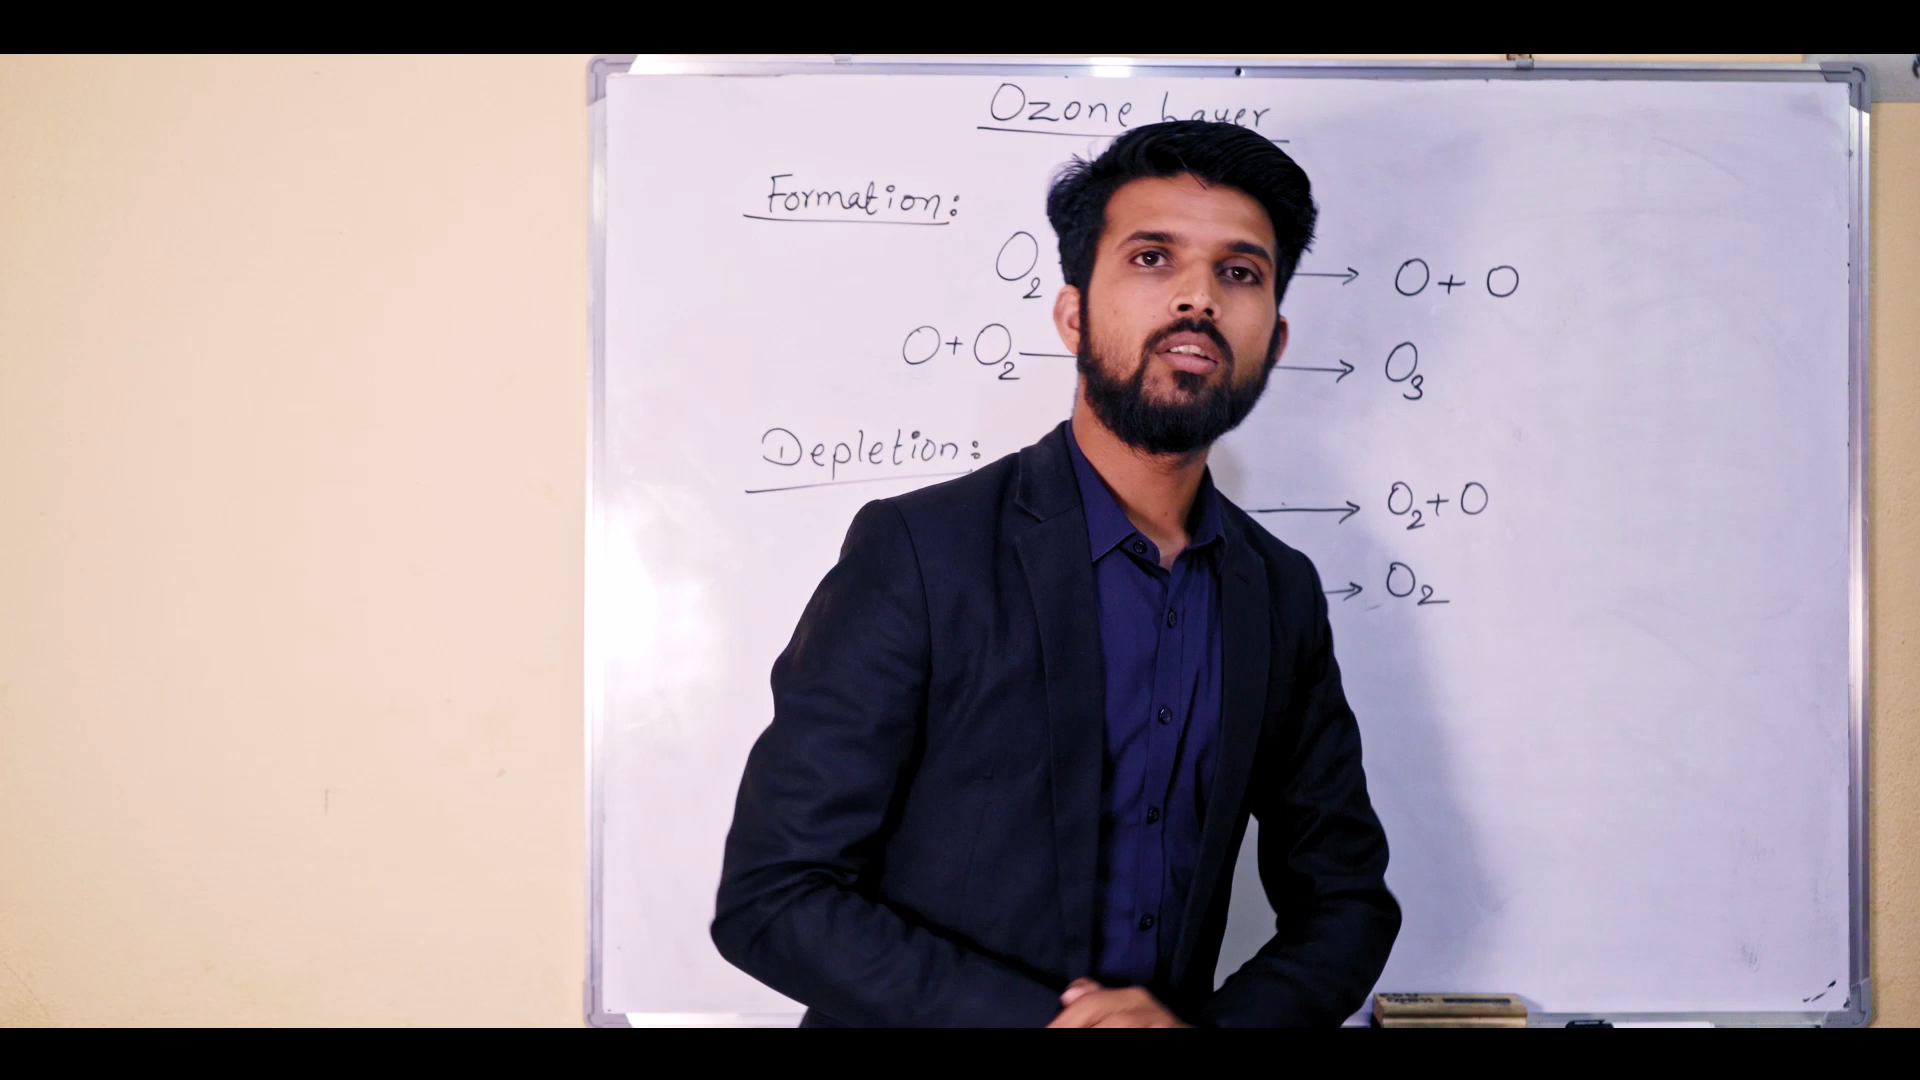 Ozone Layer
Formation:
O₂ → O + O
O + O₂ → O₃
Depletion:
→ O₂ + O
→ O₂